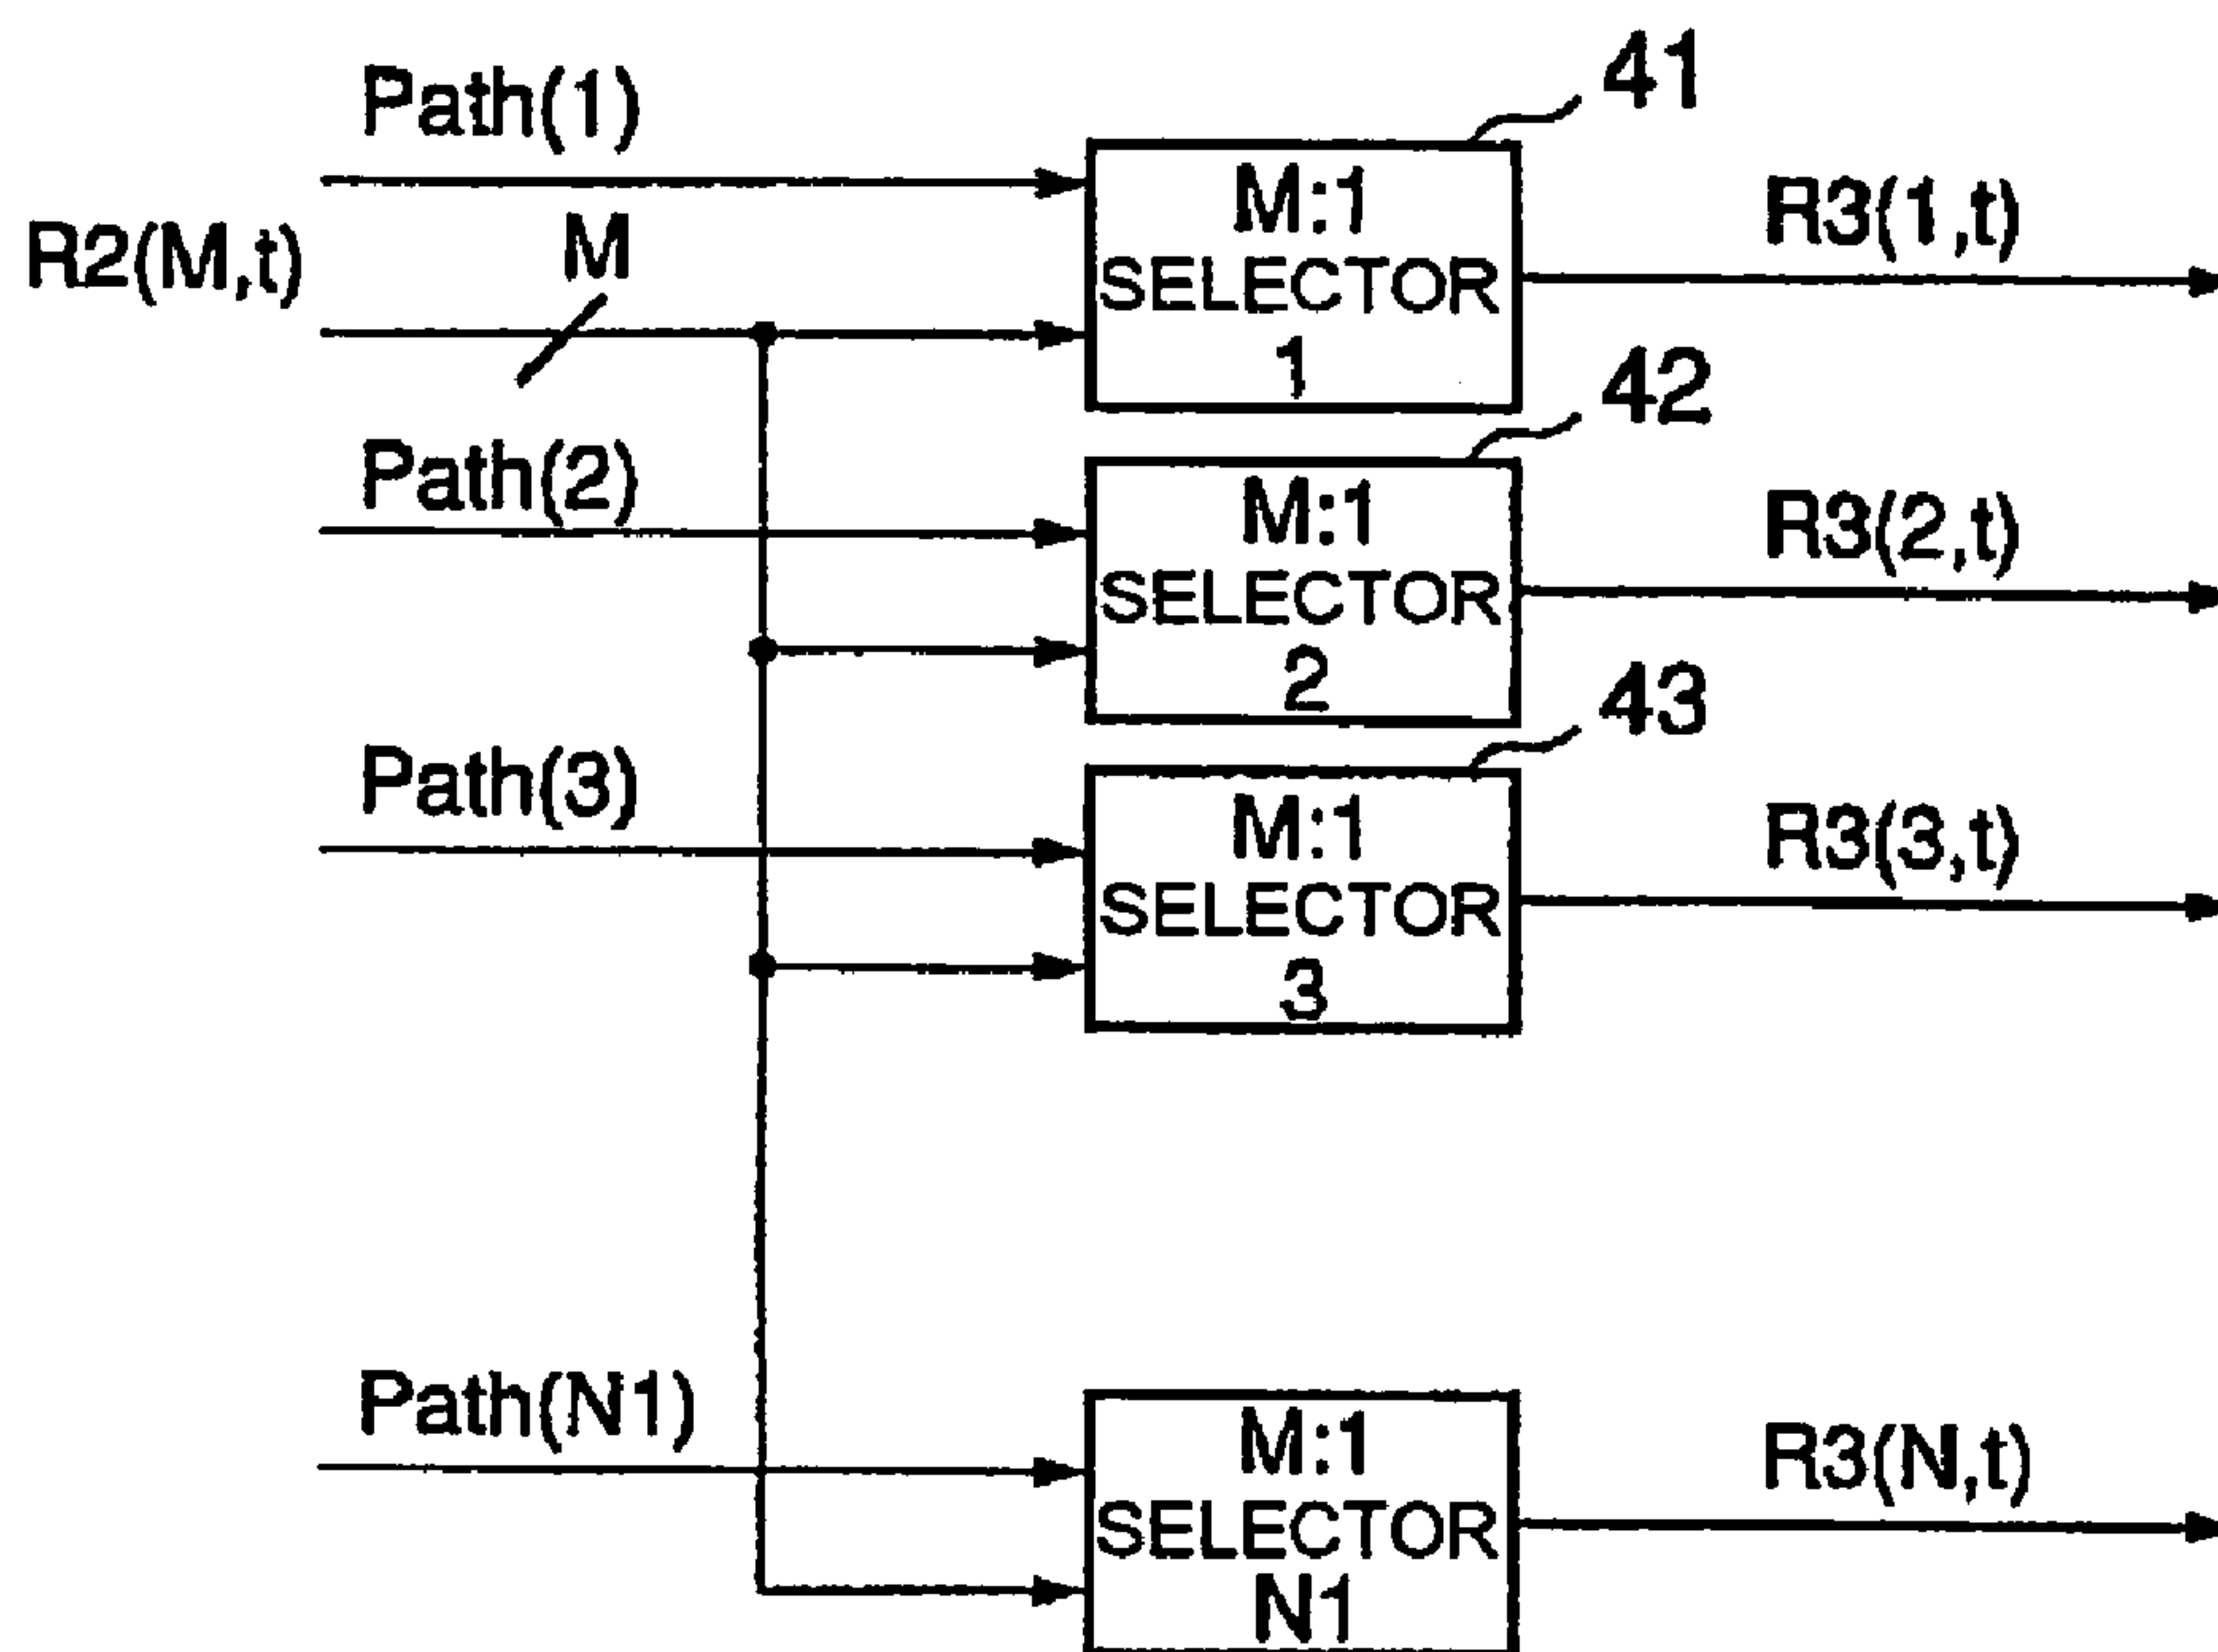 Path(1)
41
R2(M,t)
M
M:1
SELECTOR
1
R3(1,t)
Path(2)
42
M:1
SELECTOR
2
R3(2,t)
Path(3)
43
M:1
SELECTOR
3
R3(3,t)
Path(N1)
M:1
SELECTOR
N1
R3(N,t)